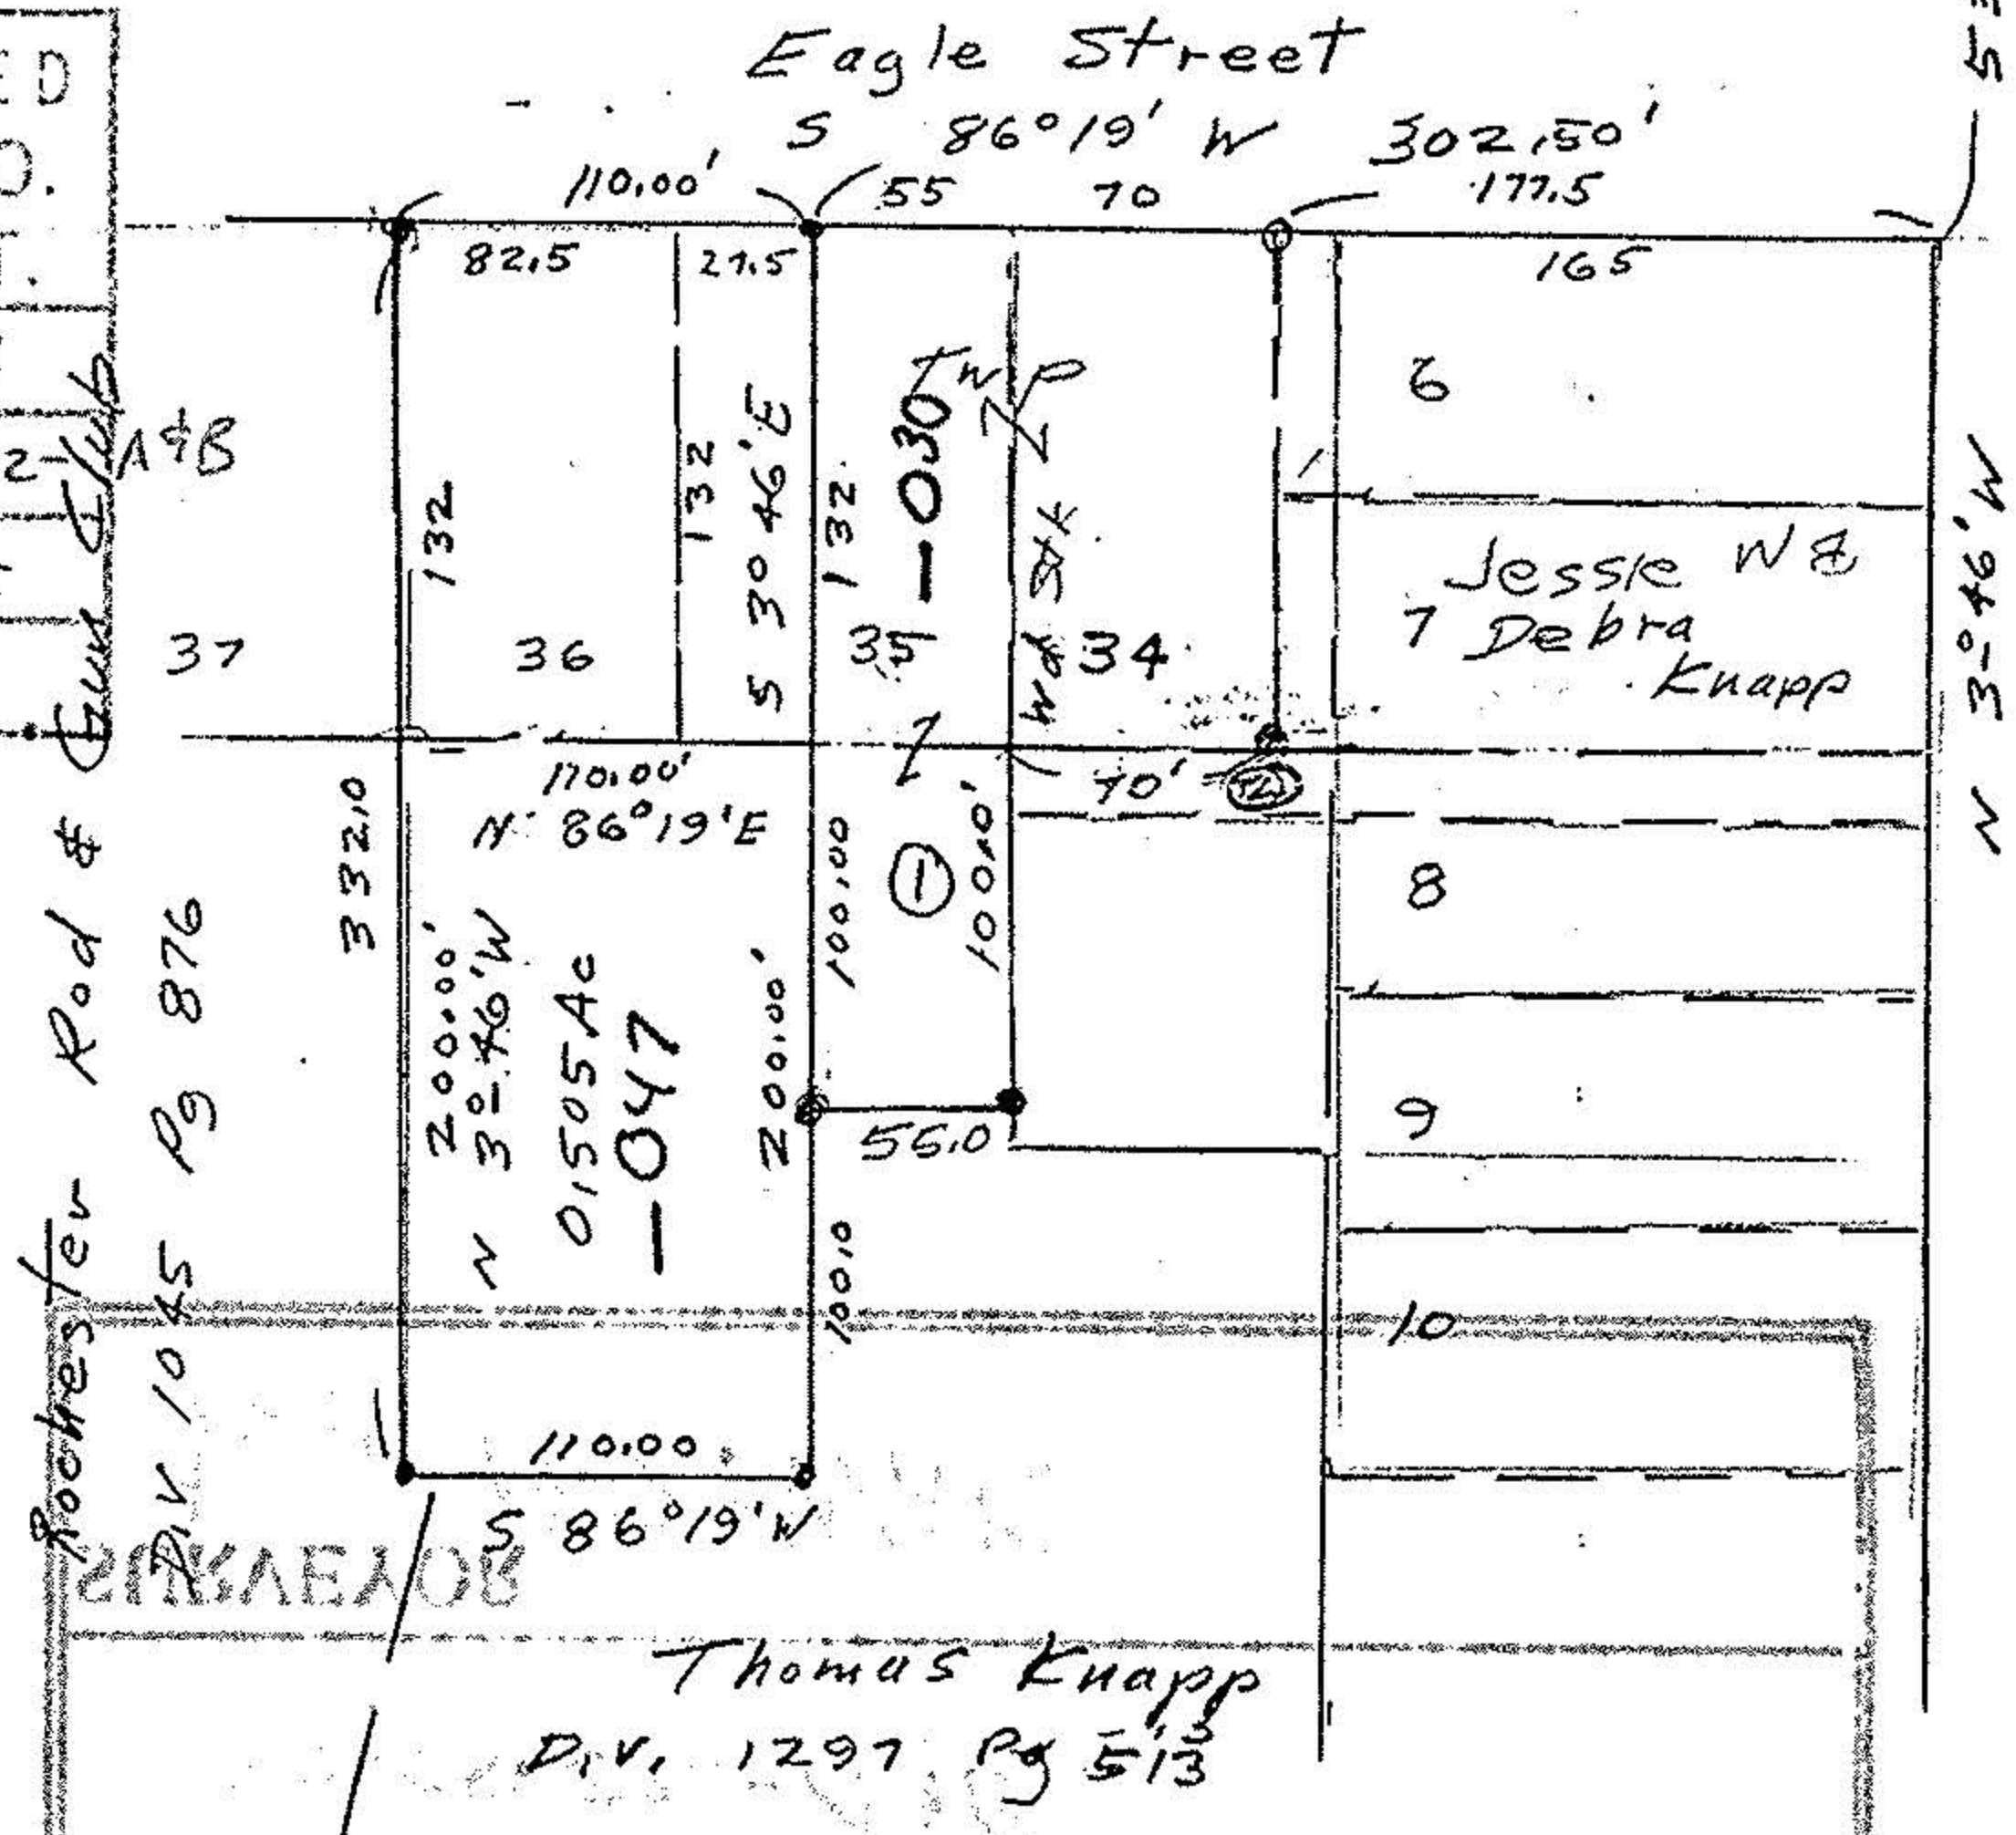 Eagle Street
S 86°19' W 302.50'
110.00' 55 70 177.5
82.5 27.5 165
A&B
132
132
S 3° 46' E
132
-030
Twp
6
37
36
35
34
Jessie W &
7 Debra
Knapp
N 3° 46' W
110.00'
N 86°19'E
70'
332.0
200.00'
N 3° 46' W
0.505 Ac
-047
200.00'
100.00
1
100.0'
8
55.0
9
100.0
10
110.00
S 86°19'W
Rochester Rod & Gun Club
D.V 1045 Pg 876
Thomas Knapp
D.V. 1297 Pg 513